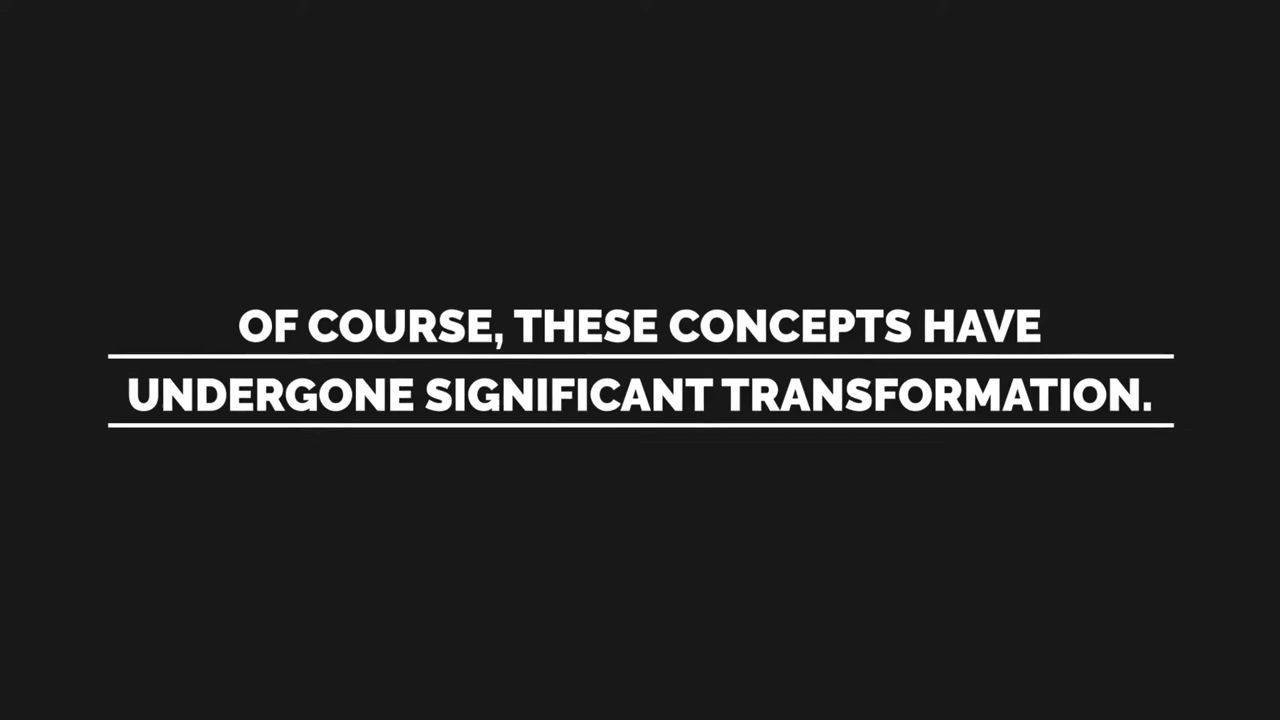 OF COURSE, THESE CONCEPTS HAVE
UNDERGONE SIGNIFICANT TRANSFORMATION.